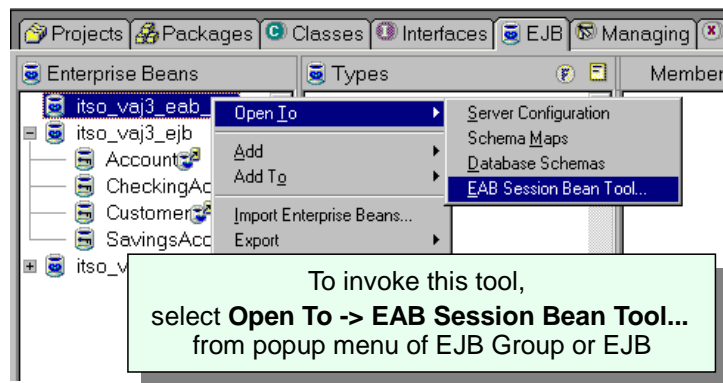 Projects Packages Classes Interfaces EJB Managing
Enterprise Beans Types Member
itso_vaj3_eab_
itso_vaj3_ejb
Account
CheckingAc
Customer
SavingsAcc
itso_v
Open To
Add
Add To
Import Enterprise Beans...
Export
Server Configuration
Schema Maps
Database Schemas
EAB Session Bean Tool...
To invoke this tool,
select Open To -> EAB Session Bean Tool...
from popup menu of EJB Group or EJB